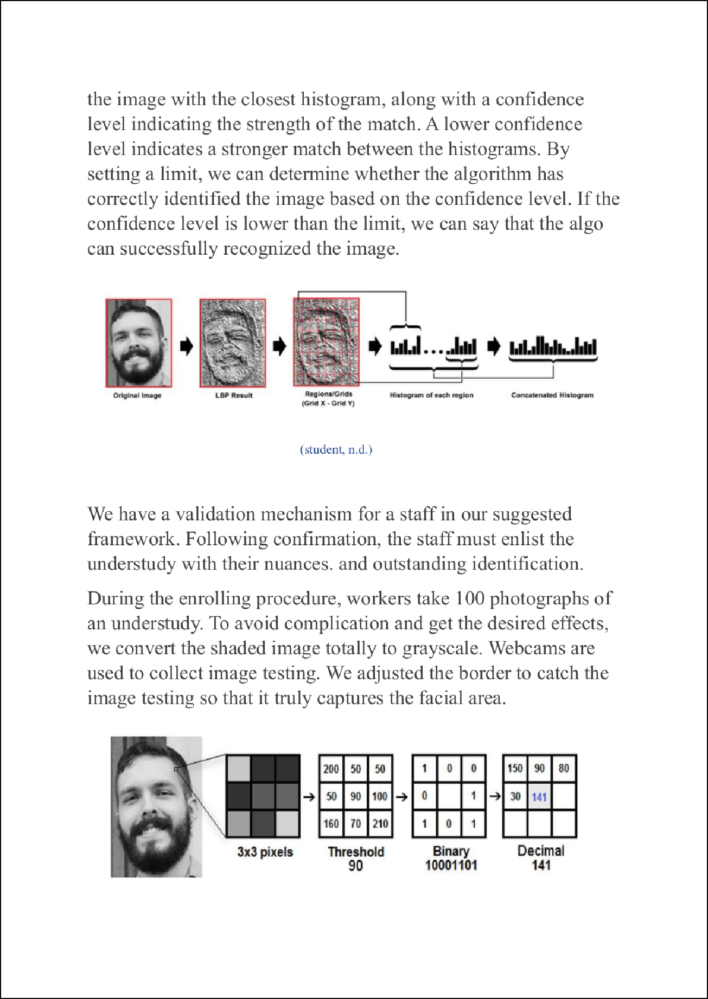 the image with the closest histogram, along with a confidence
level indicating the strength of the match. A lower confidence
level indicates a stronger match between the histograms. By
setting a limit, we can determine whether the algorithm has
correctly identified the image based on the confidence level. If the
confidence level is lower than the limit, we can say that the algo
can successfully recognized the image.
Original Image
LBP Result
Regions/Grids
(Grid X - Grid Y)
Histogram of each region
Concatenated Histogram
(student, n.d.)
We have a validation mechanism for a staff in our suggested
framework. Following confirmation, the staff must enlist the
understudy with their nuances. and outstanding identification.
During the enrolling procedure, workers take 100 photographs of
an understudy. To avoid complication and get the desired effects,
we convert the shaded image totally to grayscale. Webcams are
used to collect image testing. We adjusted the border to catch the
image testing so that it truly captures the facial area.
200 50 50
50 90 100
160 70 210
1 0 0
0 1
1 0 1
150 90 80
30 141
3x3 pixels
Threshold
90
Binary
10001101
Decimal
141